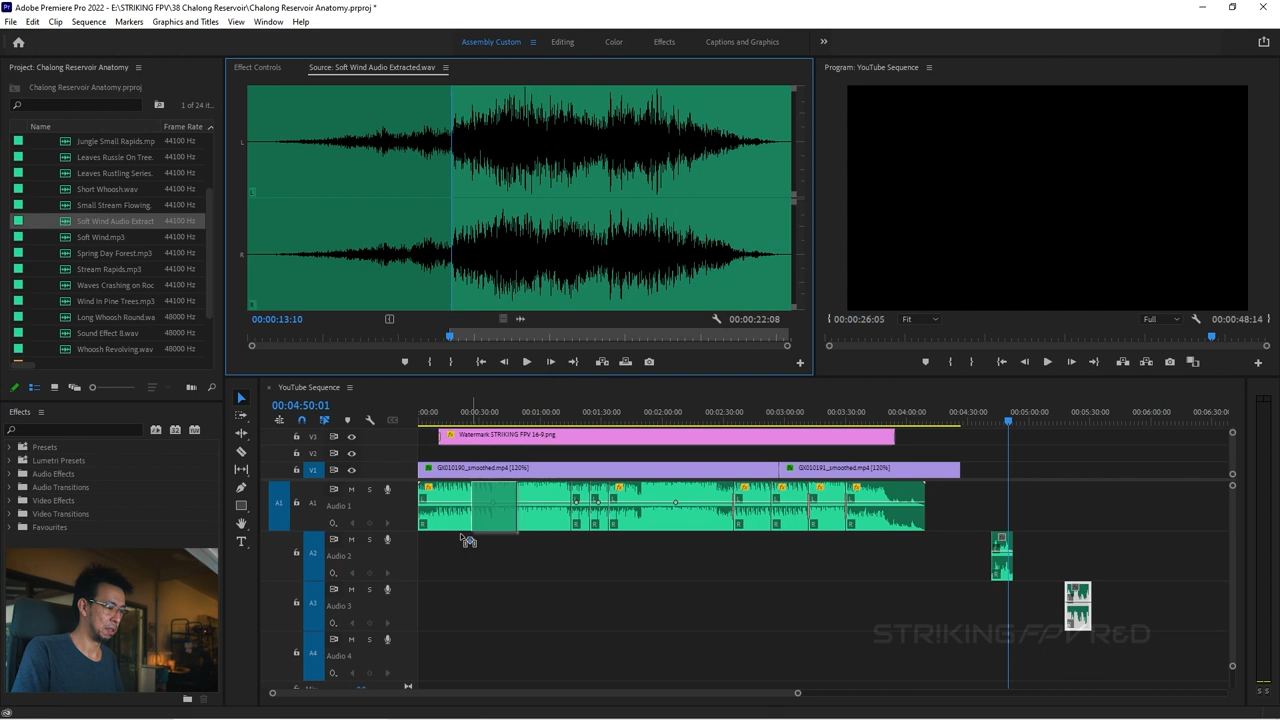 Adobe Premiere Pro 2022 - E:\STRIKING FPV\38 Chalong Reservoir\Chalong Reservoir Anatomy.prproj *
File Edit Clip Sequence Markers Graphics and Titles View Window Help
Assembly Custom Editing Color Effects Captions and Graphics
Project: Chalong Reservoir Anatomy
Chalong Reservoir Anatomy.prproj
1 of 24 it...
Name Frame Rate
Jungle Small Rapids.mp 44100 Hz
Leaves Russle On Tree. 44100 Hz
Leaves Rustling Series. 44100 Hz
Short Whoosh.wav 44100 Hz
Small Stream Flowing. 44100 Hz
Soft Wind Audio Extract 44100 Hz
Soft Wind.mp3 44100 Hz
Spring Day Forest.mp3 44100 Hz
Stream Rapids.mp3 44100 Hz
Waves Crashing on Roc 44100 Hz
Wind In Pine Trees.mp3 44100 Hz
Long Whoosh Round.wa 48000 Hz
Sound Effect 8.wav 48000 Hz
Whoosh Revolving.wav 48000 Hz
Effect Controls Source: Soft Wind Audio Extracted.wav
L
R
00:00:13:10 00:00:22:08
Program: YouTube Sequence
00:00:26:05 Fit Full 00:00:48:14
Effects
Presets
Lumetri Presets
Audio Effects
Audio Transitions
Video Effects
Video Transitions
Favourites
YouTube Sequence
00:04:50:01
:00:00 00:00:30:00 00:01:00:00 00:01:30:00 00:02:00:00 00:02:30:00 00:03:00:00 00:03:30:00 00:04:00:00 00:04:30:00 00:05:00:00 00:05:30:00 00:06:00:00 00:06:30:00
V3 fx Watermark STRIKING FPV 16-9.png
V2
V1 GX010190_smoothed.mp4 [120%] GX010191_smoothed.mp4 [120%]
A1 A1 M S
Audio 1
A2 M S
Audio 2
A3 M S
Audio 3
A4 M S
Audio 4
STRIKING FPV R&D
S S